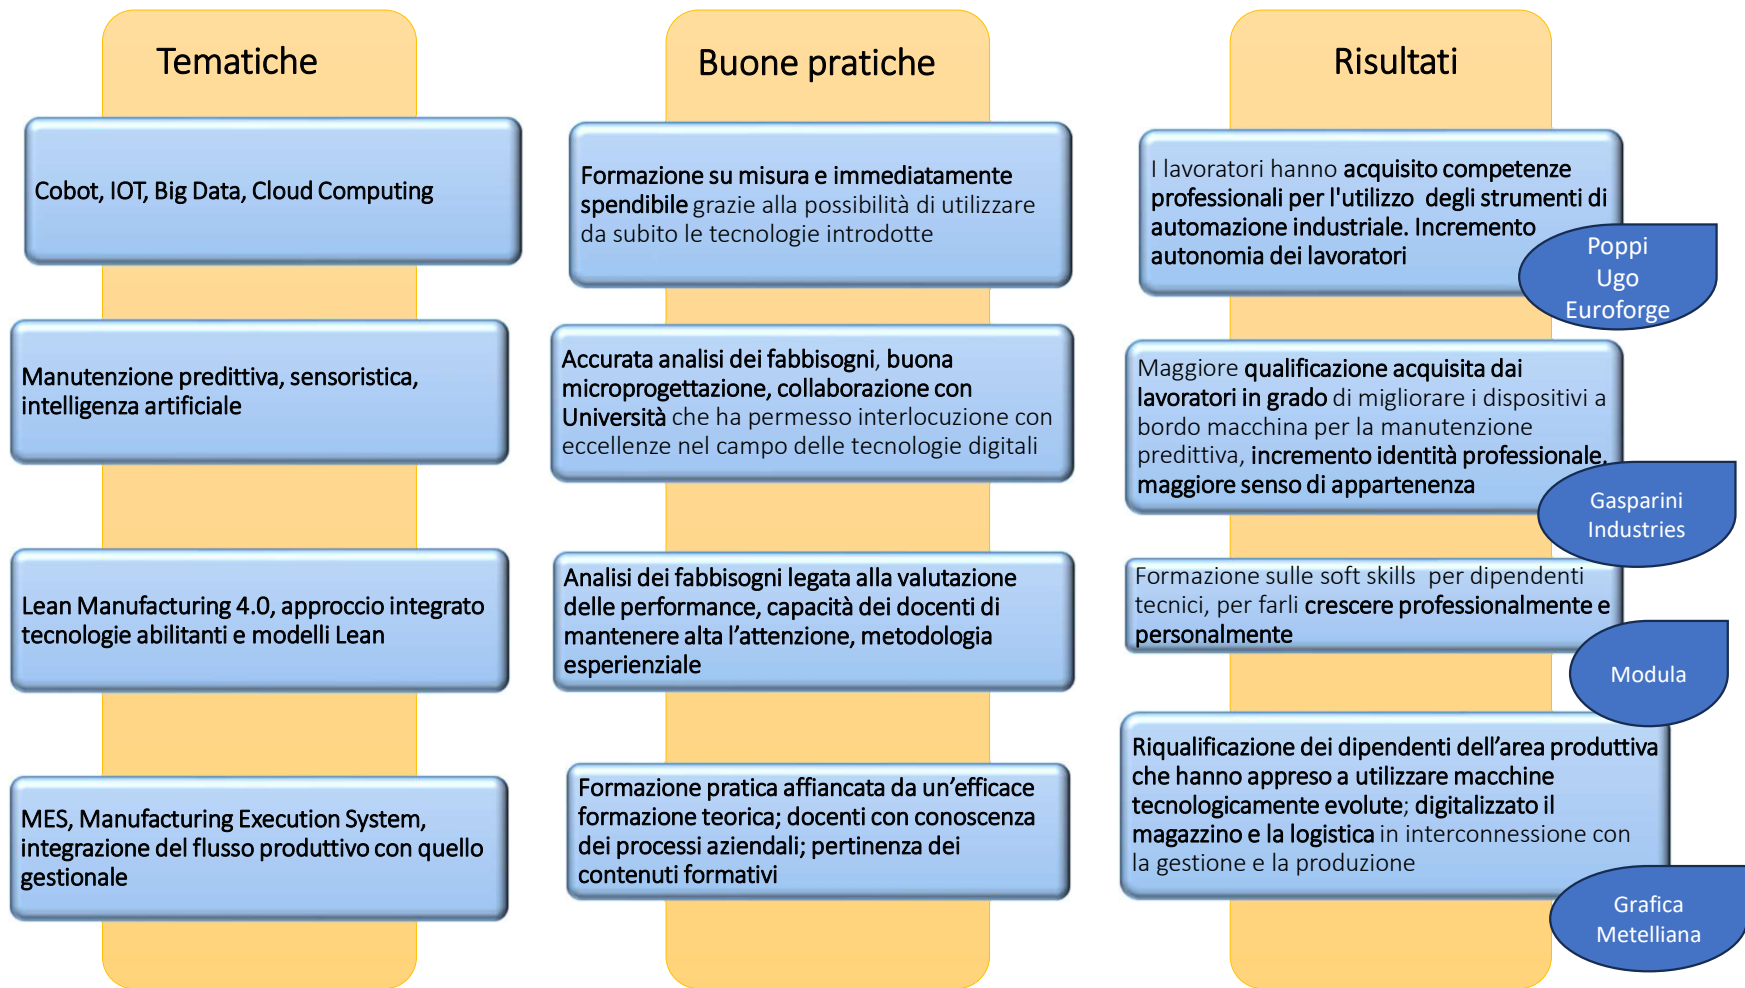 Tematiche
Cobot, IOT, Big Data, Cloud Computing
Manutenzione predittiva, sensoristica,
intelligenza artificiale
Lean Manufacturing 4.0, approccio integrato
tecnologie abilitanti e modelli Lean
MES, Manufacturing Execution System,
integrazione del flusso produttivo con quello
gestionale
Buone pratiche
Formazione su misura e immediatamente
spendibile grazie alla possibilità di utilizzare
da subito le tecnologie introdotte
Accurata analisi dei fabbisogni, buona
microprogettazione, collaborazione con
Università che ha permesso interlocuzione con
eccellenze nel campo delle tecnologie digitali
Analisi dei fabbisogni legata alla valutazione
delle performance, capacità dei docenti di
mantenere alta l’attenzione, metodologia
esperienziale
Formazione pratica affiancata da un’efficace
formazione teorica; docenti con conoscenza
dei processi aziendali; pertinenza dei
contenuti formativi
Risultati
I lavoratori hanno acquisito competenze
professionali per l'utilizzo degli strumenti di
automazione industriale. Incremento
autonomia dei lavoratori
Poppi
Ugo
Euroforge
Maggiore qualificazione acquisita dai
lavoratori in grado di migliorare i dispositivi a
bordo macchina per la manutenzione
predittiva, incremento identità professionale,
maggiore senso di appartenenza
Gasparini
Industries
Formazione sulle soft skills per dipendenti
tecnici, per farli crescere professionalmente e
personalmente
Modula
Riqualificazione dei dipendenti dell’area produttiva
che hanno appreso a utilizzare macchine
tecnologicamente evolute; digitalizzato il
magazzino e la logistica in interconnessione con
la gestione e la produzione
Grafica
Metelliana